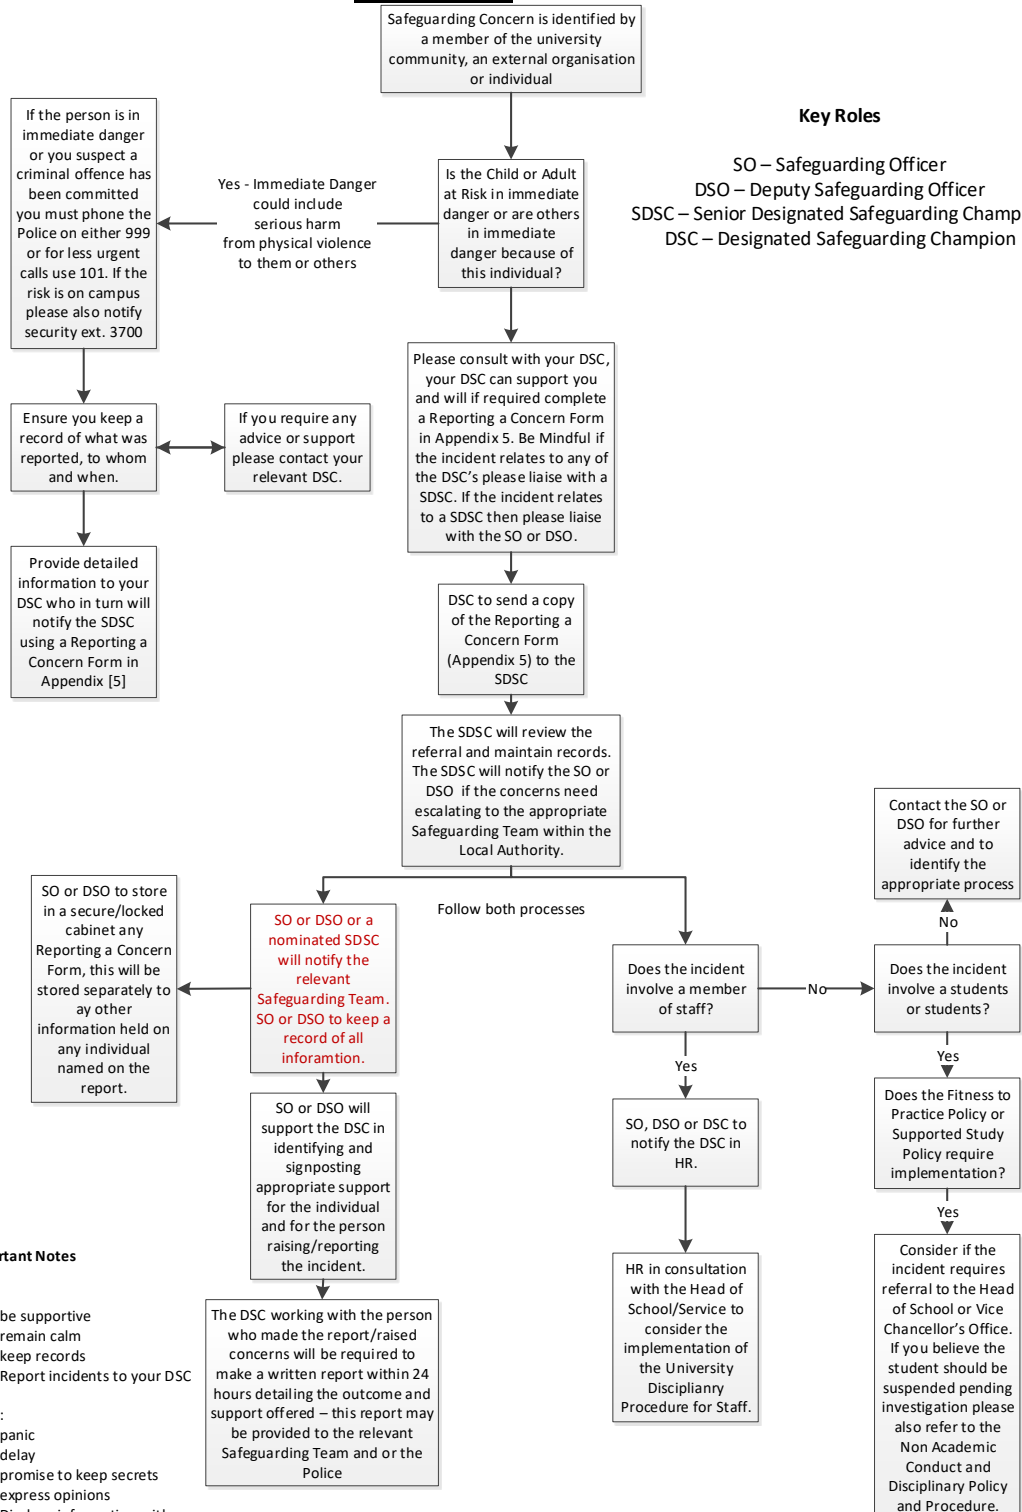 Safeguarding Concern is identified by
a member of the university
community, an external organisation
or individual
If the person is in
immediate danger
or you suspect a
criminal offence has
been committed
you must phone the
Police on either 999
or for less urgent
calls use 101. If the
risk is on campus
please also notify
security ext. 3700
Yes - Immediate Danger
could include
serious harm
from physical violence
to them or others
Is the Child or Adult
at Risk in immediate
danger or are others
in immediate
danger because of
this individual?
Key Roles
SO – Safeguarding Officer
DSO – Deputy Safeguarding Officer
SDSC – Senior Designated Safeguarding Champ
DSC – Designated Safeguarding Champion
Ensure you keep a
record of what was
reported, to whom
and when.
If you require any
advice or support
please contact your
relevant DSC.
Please consult with your DSC,
your DSC can support you
and will if required complete
a Reporting a Concern Form
in Appendix 5. Be Mindful if
the incident relates to any of
the DSC’s please liaise with a
SDSC. If the incident relates
to a SDSC then please liaise
with the SO or DSO.
Provide detailed
information to your
DSC who in turn will
notify the SDSC
using a Reporting a
Concern Form in
Appendix [5]
DSC to send a copy
of the Reporting a
Concern Form
(Appendix 5) to the
SDSC
The SDSC will review the
referral and maintain records.
The SDSC will notify the SO or
DSO if the concerns need
escalating to the appropriate
Safeguarding Team within the
Local Authority.
Follow both processes
SO or DSO to store
in a secure/locked
cabinet any
Reporting a Concern
Form, this will be
stored separately to
ay other
information held on
any individual
named on the
report.
SO or DSO or a
nominated SDSC
will notify the
relevant
Safeguarding Team.
SO or DSO to keep a
record of all
inforamtion.
Does the incident
involve a member
of staff?
No
Does the incident
involve a students
or students?
No
Contact the SO or
DSO for further
advice and to
identify the
appropriate process
Yes
Yes
SO or DSO will
support the DSC in
identifying and
signposting
appropriate support
for the individual
and for the person
raising/reporting
the incident.
SO, DSO or DSC to
notify the DSC in
HR.
Does the Fitness to
Practice Policy or
Supported Study
Policy require
implementation?
Yes
The DSC working with the person
who made the report/raised
concerns will be required to
make a written report within 24
hours detailing the outcome and
support offered – this report may
be provided to the relevant
Safeguarding Team and or the
Police
HR in consultation
with the Head of
School/Service to
consider the
implementation of
the University
Disciplianry
Procedure for Staff.
Consider if the
incident requires
referral to the Head
of School or Vice
Chancellor’s Office.
If you believe the
student should be
suspended pending
investigation please
also refer to the
Non Academic
Conduct and
Disciplinary Policy
and Procedure.
rtant Notes
be supportive
remain calm
keep records
Report incidents to your DSC
:
panic
delay
promise to keep secrets
express opinions